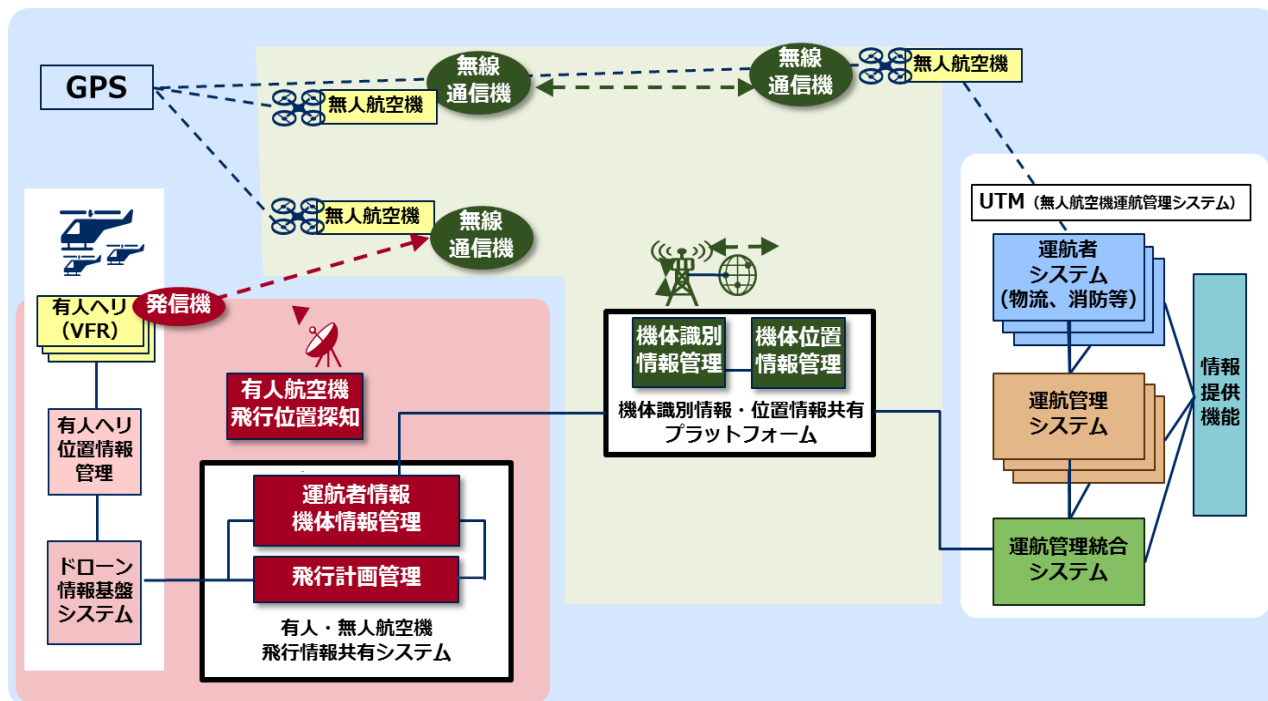 GPS
無線
通信機
無線
通信機
無人航空機
無人航空機
無人航空機
無線
通信機
UTM（無人航空機運航管理システム）
運航者
システム
（物流、消防等）
情報
提供
機能
有人ヘリ
（VFR）
発信機
機体識別
情報管理
機体位置
情報管理
有人航空機
飛行位置探知
機体識別情報・位置情報共有
プラットフォーム
運航管理
システム
有人ヘリ
位置情報
管理
運航者情報
機体情報管理
運航管理統合
システム
ドローン
情報基盤
システム
飛行計画管理
有人・無人航空機
飛行情報共有システム